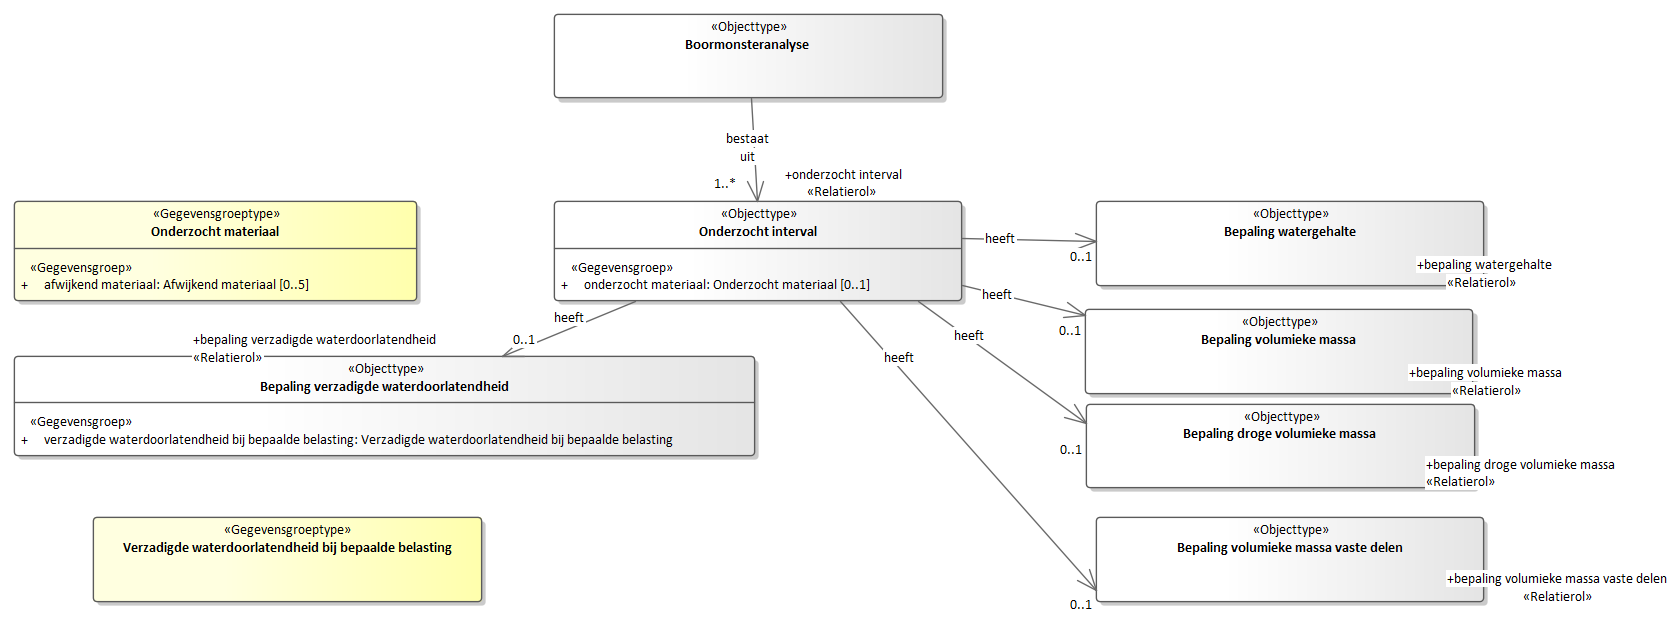 «Objecttype»
Boormonsteranalyse
bestaat
uit
1..*
+onderzocht interval
«Relatierol»
«Gegevensgroeptype»
Onderzocht materiaal
«Gegevensgroep»
+ afwijkend materiaal: Afwijkend materiaal [0..5]
«Objecttype»
Onderzocht interval
«Gegevensgroep»
+ onderzocht materiaal: Onderzocht materiaal [0..1]
heeft
0..1
«Objecttype»
Bepaling watergehalte
+bepaling watergehalte
«Relatierol»
heeft
0..1
«Objecttype»
Bepaling volumieke massa
+bepaling volumieke massa
«Relatierol»
heeft
0..1
«Objecttype»
Bepaling droge volumieke massa
+bepaling droge volumieke massa
«Relatierol»
heeft
0..1
«Objecttype»
Bepaling volumieke massa vaste delen
+bepaling volumieke massa vaste delen
«Relatierol»
heeft
0..1
+bepaling verzadigde waterdoorlatendheid
«Relatierol»
«Objecttype»
Bepaling verzadigde waterdoorlatendheid
«Gegevensgroep»
+ verzadigde waterdoorlatendheid bij bepaalde belasting: Verzadigde waterdoorlatendheid bij bepaalde belasting
«Gegevensgroeptype»
Verzadigde waterdoorlatendheid bij bepaalde belasting